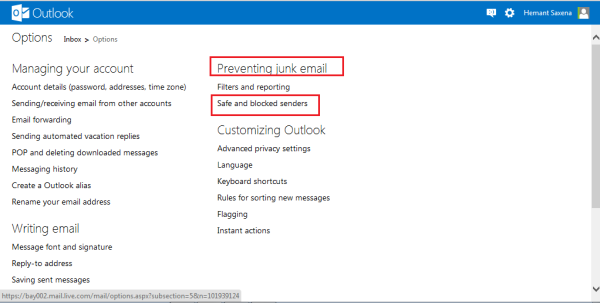 Outlook
Hemant Saxena
Options Inbox > Options
Managing your account
Account details (password, addresses, time zone)
Sending/receiving email from other accounts
Email forwarding
Sending automated vacation replies
POP and deleting downloaded messages
Messaging history
Create a Outlook alias
Rename your email address
Writing email
Message font and signature
Reply-to address
Saving sent messages
Preventing junk email
Filters and reporting
Safe and blocked senders
Customizing Outlook
Advanced privacy settings
Language
Keyboard shortcuts
Rules for sorting new messages
Flagging
Instant actions
https://bay002.mail.live.com/mail/options.aspx?subsection=5&n=101939124